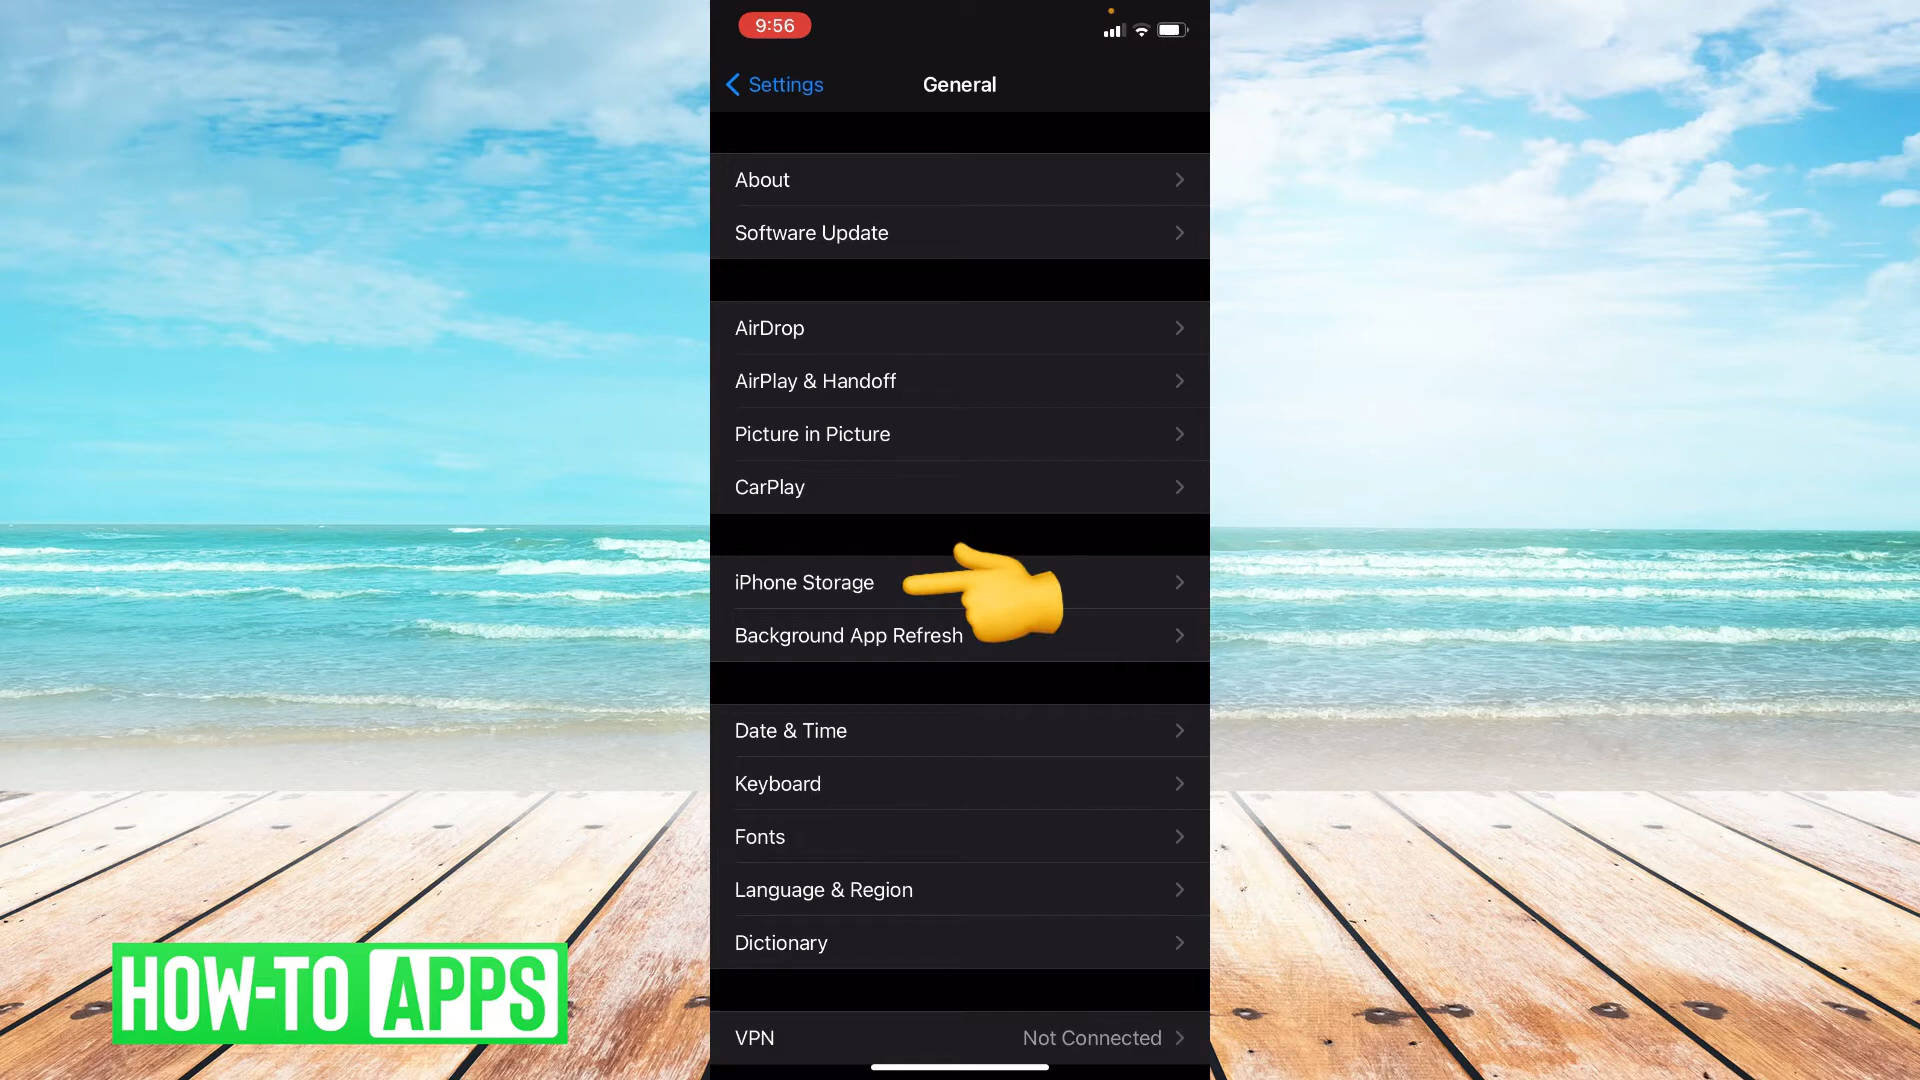 9:56
Settings
General
About
Software Update
AirDrop
AirPlay & Handoff
Picture in Picture
CarPlay
iPhone Storage
Background App Refresh
Date & Time
Keyboard
Fonts
Language & Region
Dictionary
VPN Not Connected
HOW-TO APPS